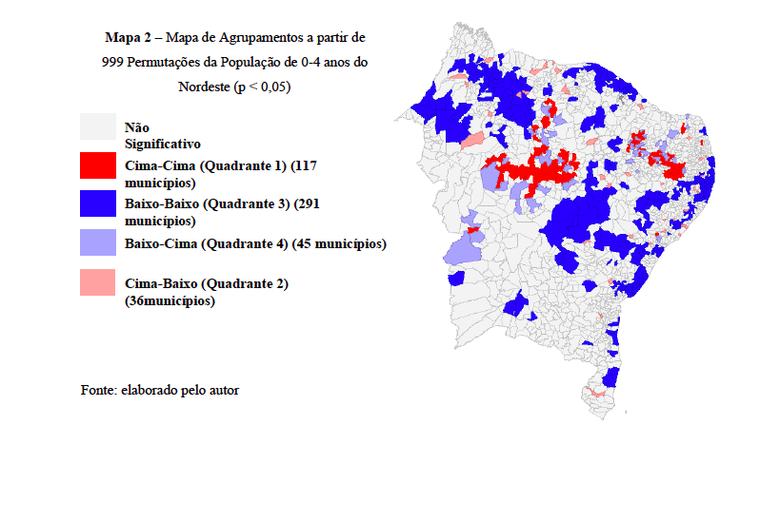 Mapa 2 – Mapa de Agrupamentos a partir de
999 Permutações da População de 0-4 anos do
Nordeste (p < 0,05)
Não
Significativo
Cima-Cima (Quadrante 1) (117
municípios)
Baixo-Baixo (Quadrante 3) (291
municípios)
Baixo-Cima (Quadrante 4) (45 municípios)
Cima-Baixo (Quadrante 2)
(36municípios)
Fonte: elaborado pelo autor